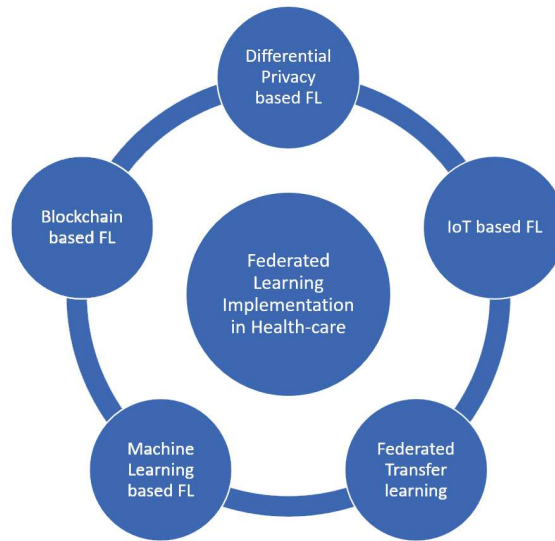 Differential
Privacy
based FL
Blockchain
based FL
IoT based FL
Federated
Learning
Implementation
in Health-care
Machine
Learning
based FL
Federated
Transfer
learning